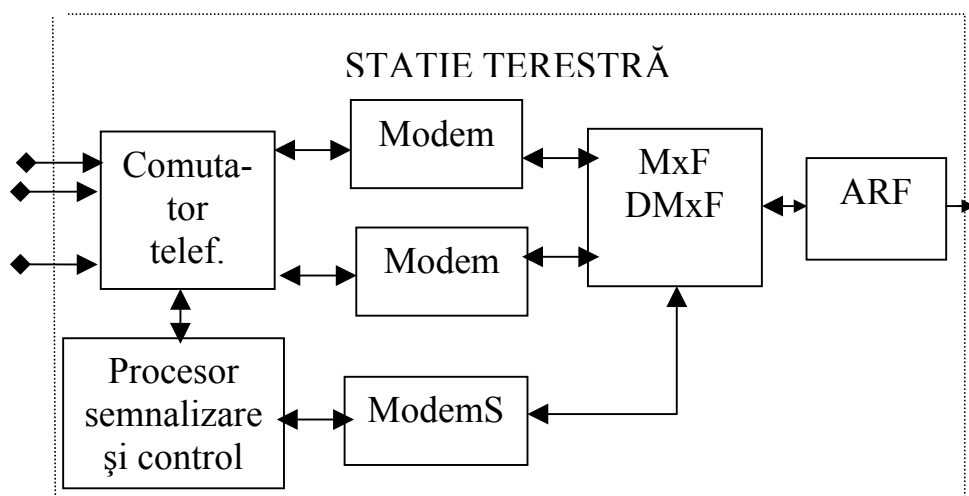 STATIE TERESTRĂ
Modem
Comuta-
tor
telef.
MxF
DMxF
ARF
Modem
Procesor
semnalizare
şi control
ModemS